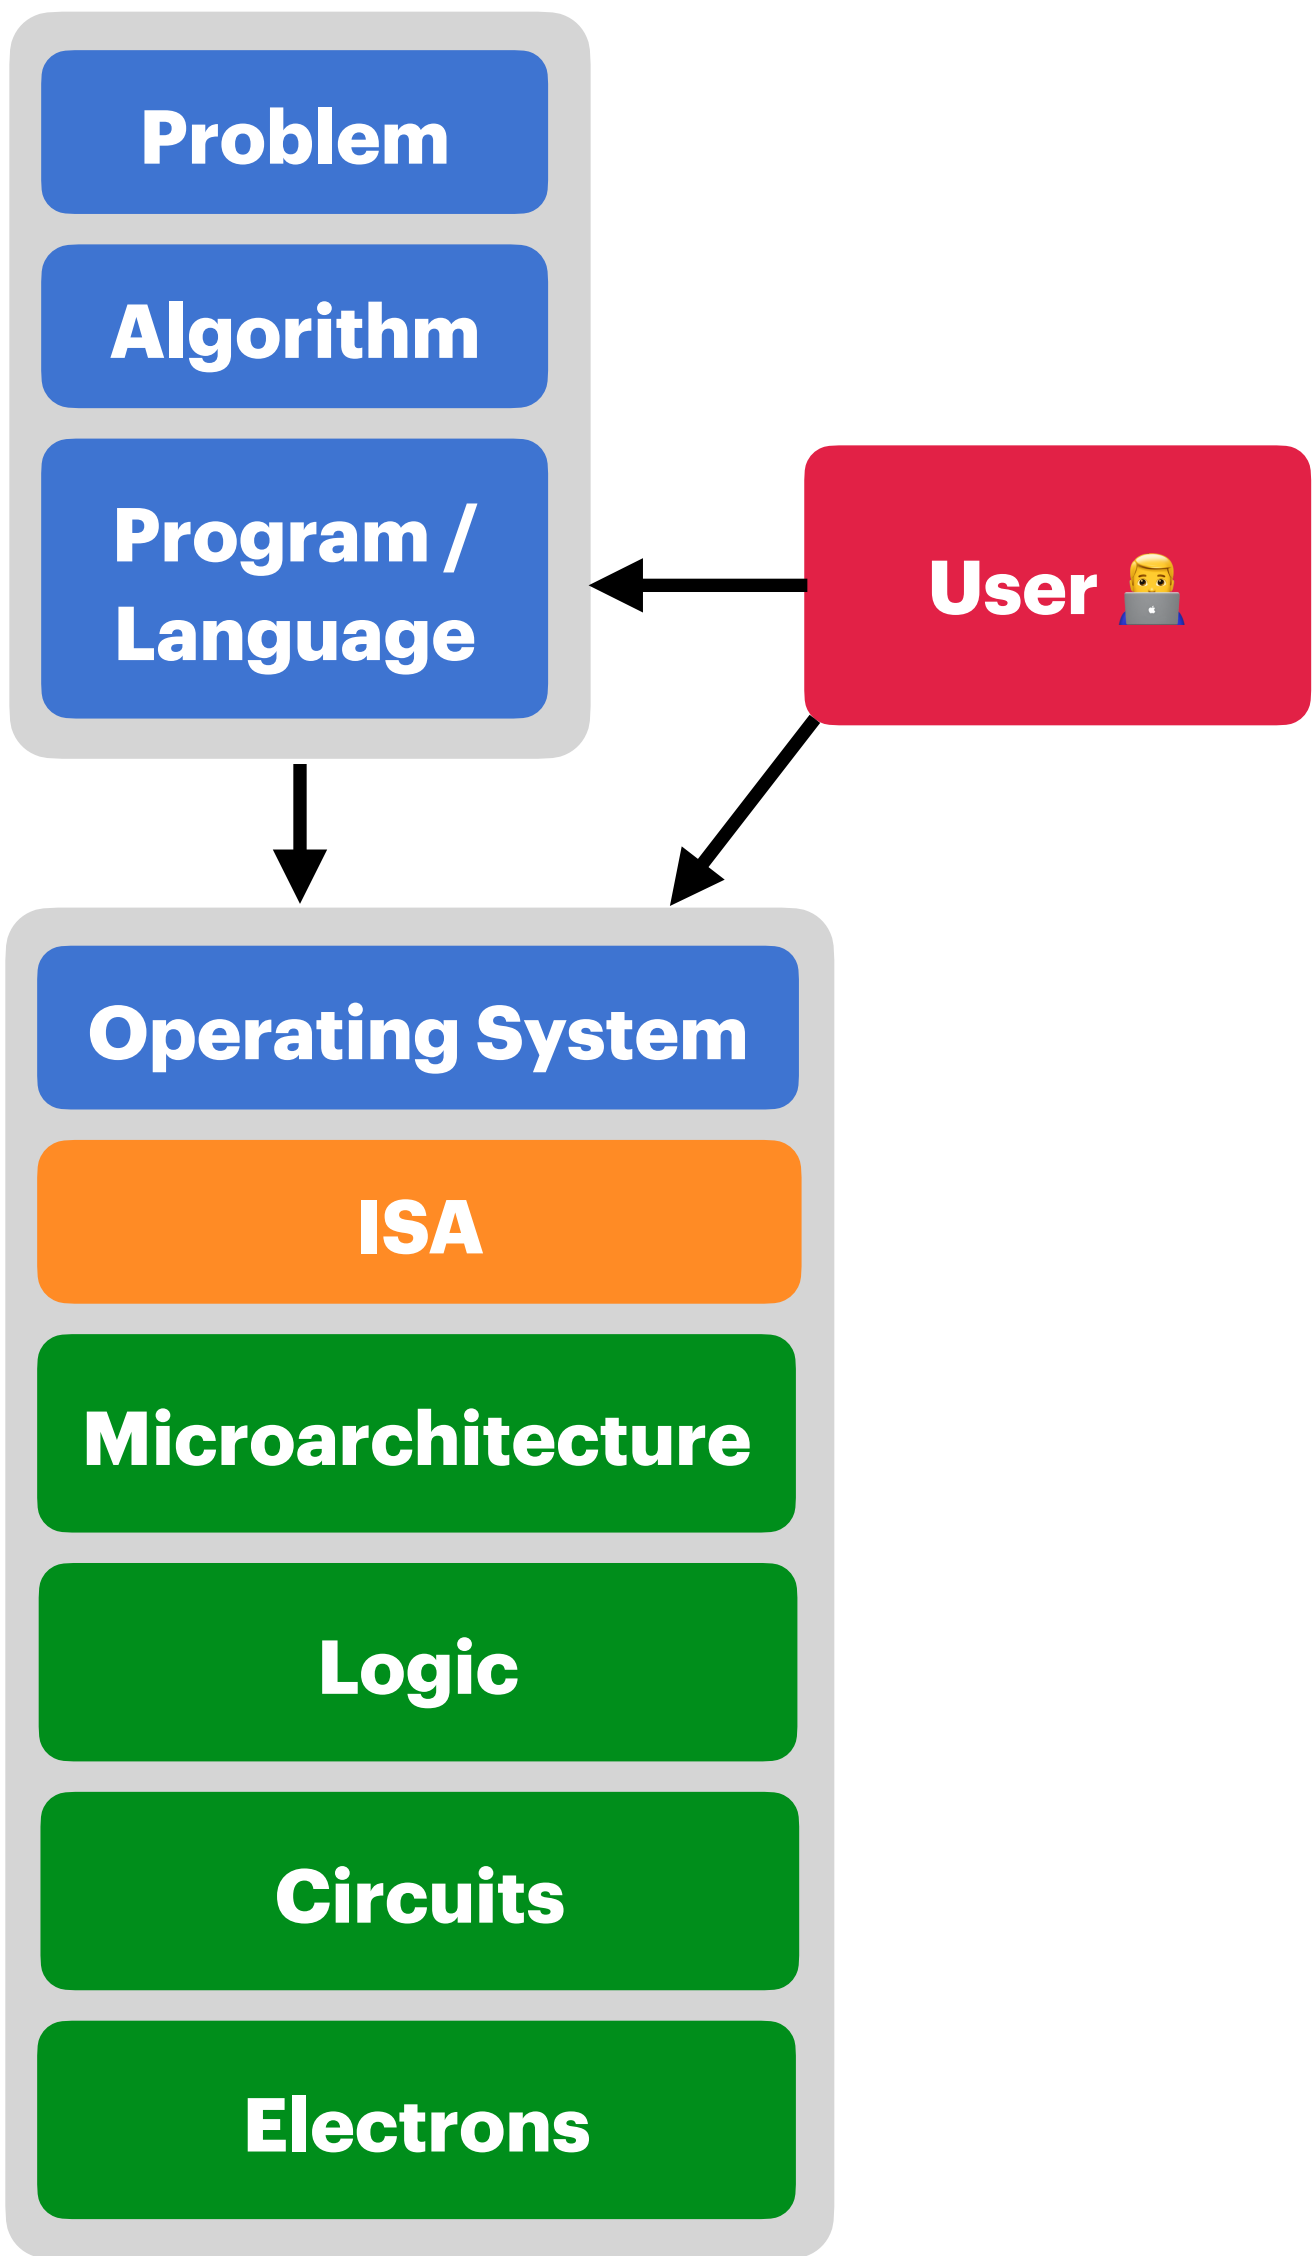 Problem
Algorithm
Program /
Language
User
Operating System
ISA
Microarchitecture
Logic
Circuits
Electrons